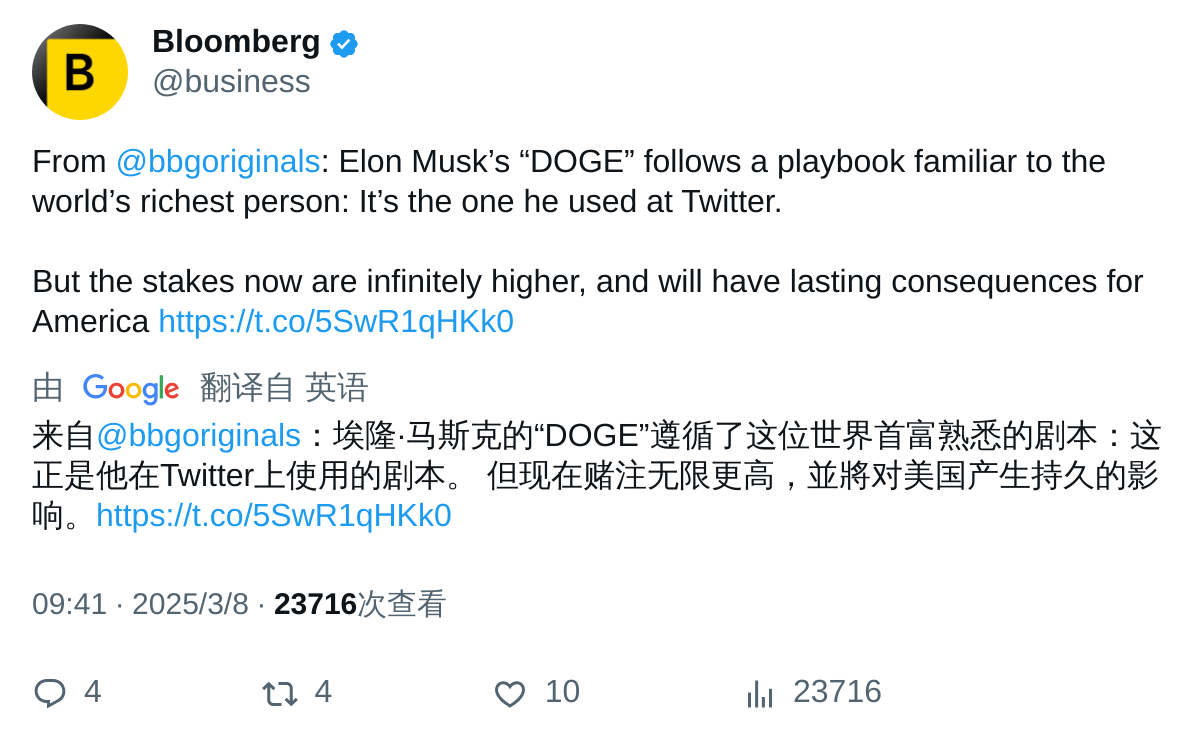 B
Bloomberg
@business
From @bbgoriginals: Elon Musk’s “DOGE” follows a playbook familiar to the
world’s richest person: It’s the one he used at Twitter.
But the stakes now are infinitely higher, and will have lasting consequences for
America https://t.co/5SwR1qHKk0
由 Google 翻译自 英语
来自@bbgoriginals：埃隆·马斯克的“DOGE”遵循了这位世界首富熟悉的剧本：这
正是他在Twitter上使用的剧本。 但现在赌注无限更高，並將对美国产生持久的影
响。https://t.co/5SwR1qHKk0
09:41 · 2025/3/8 · 23716次查看
4 4 10 23716